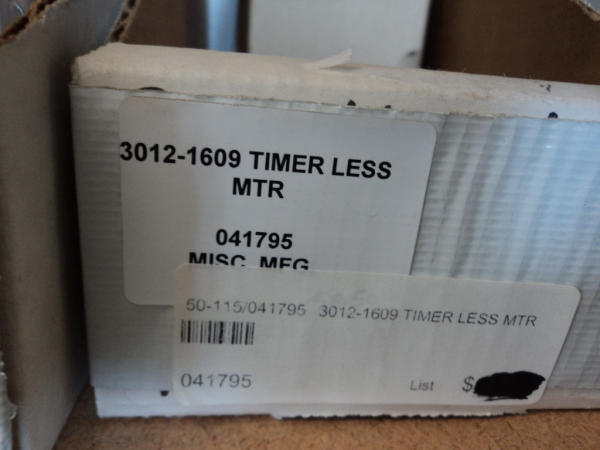 3012-1609 TIMER LESS
MTR
041795
MISC. MFG
50-115/041795 3012-1609 TIMER LESS MTR
041795 List $